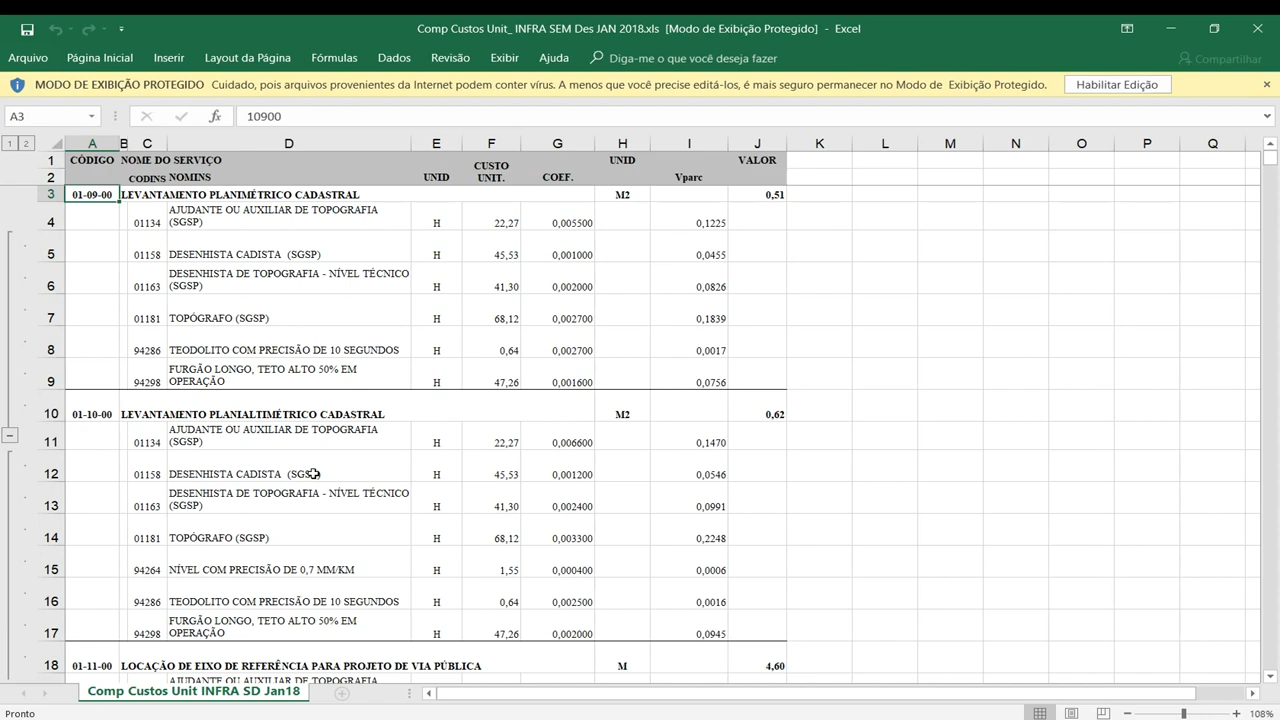 Comp Custos Unit_ INFRA SEM Des JAN 2018.xls [Modo de Exibição Protegido] - Excel
Arquivo Página Inicial Inserir Layout da Página Fórmulas Dados Revisão Exibir Ajuda Diga-me o que você deseja fazer Compartilhar
MODO DE EXIBIÇÃO PROTEGIDO Cuidado, pois arquivos provenientes da Internet podem conter vírus. A menos que você precise editá-los, é mais seguro permanecer no Modo de Exibição Protegido. Habilitar Edição
A3 fx 10900
1 2 A B C D E F G H I J K L M N O P Q
1 CÓDIGO NOME DO SERVIÇO CUSTO UNID VALOR
2 CODINS NOMINS UNID UNIT. COEF. Vparc
3 01-09-00 LEVANTAMENTO PLANIMÉTRICO CADASTRAL M2 0,51
AJUDANTE OU AUXILIAR DE TOPOGRAFIA
4 01134 (SGSP) H 22,27 0,005500 0,1225
5 01158 DESENHISTA CADISTA (SGSP) H 45,53 0,001000 0,0455
DESENHISTA DE TOPOGRAFIA - NÍVEL TÉCNICO
6 01163 (SGSP) H 41,30 0,002000 0,0826
7 01181 TOPÓGRAFO (SGSP) H 68,12 0,002700 0,1839
8 94286 TEODOLITO COM PRECISÃO DE 10 SEGUNDOS H 0,64 0,002700 0,0017
FURGÃO LONGO, TETO ALTO 50% EM
9 94298 OPERAÇÃO H 47,26 0,001600 0,0756
10 01-10-00 LEVANTAMENTO PLANIALTIMÉTRICO CADASTRAL M2 0,62
AJUDANTE OU AUXILIAR DE TOPOGRAFIA
11 01134 (SGSP) H 22,27 0,006600 0,1470
12 01158 DESENHISTA CADISTA (SGSP) H 45,53 0,001200 0,0546
DESENHISTA DE TOPOGRAFIA - NÍVEL TÉCNICO
13 01163 (SGSP) H 41,30 0,002400 0,0991
14 01181 TOPÓGRAFO (SGSP) H 68,12 0,003300 0,2248
15 94264 NÍVEL COM PRECISÃO DE 0,7 MM/KM H 1,55 0,000400 0,0006
16 94286 TEODOLITO COM PRECISÃO DE 10 SEGUNDOS H 0,64 0,002500 0,0016
FURGÃO LONGO, TETO ALTO 50% EM
17 94298 OPERAÇÃO H 47,26 0,002000 0,0945
18 01-11-00 LOCAÇÃO DE EIXO DE REFERÊNCIA PARA PROJETO DE VIA PÚBLICA M 4,60
AJUDANTE OU AUXILIAR DE TOPOGRAFIA
Comp Custos Unit INFRA SD Jan18
Pronto 108%